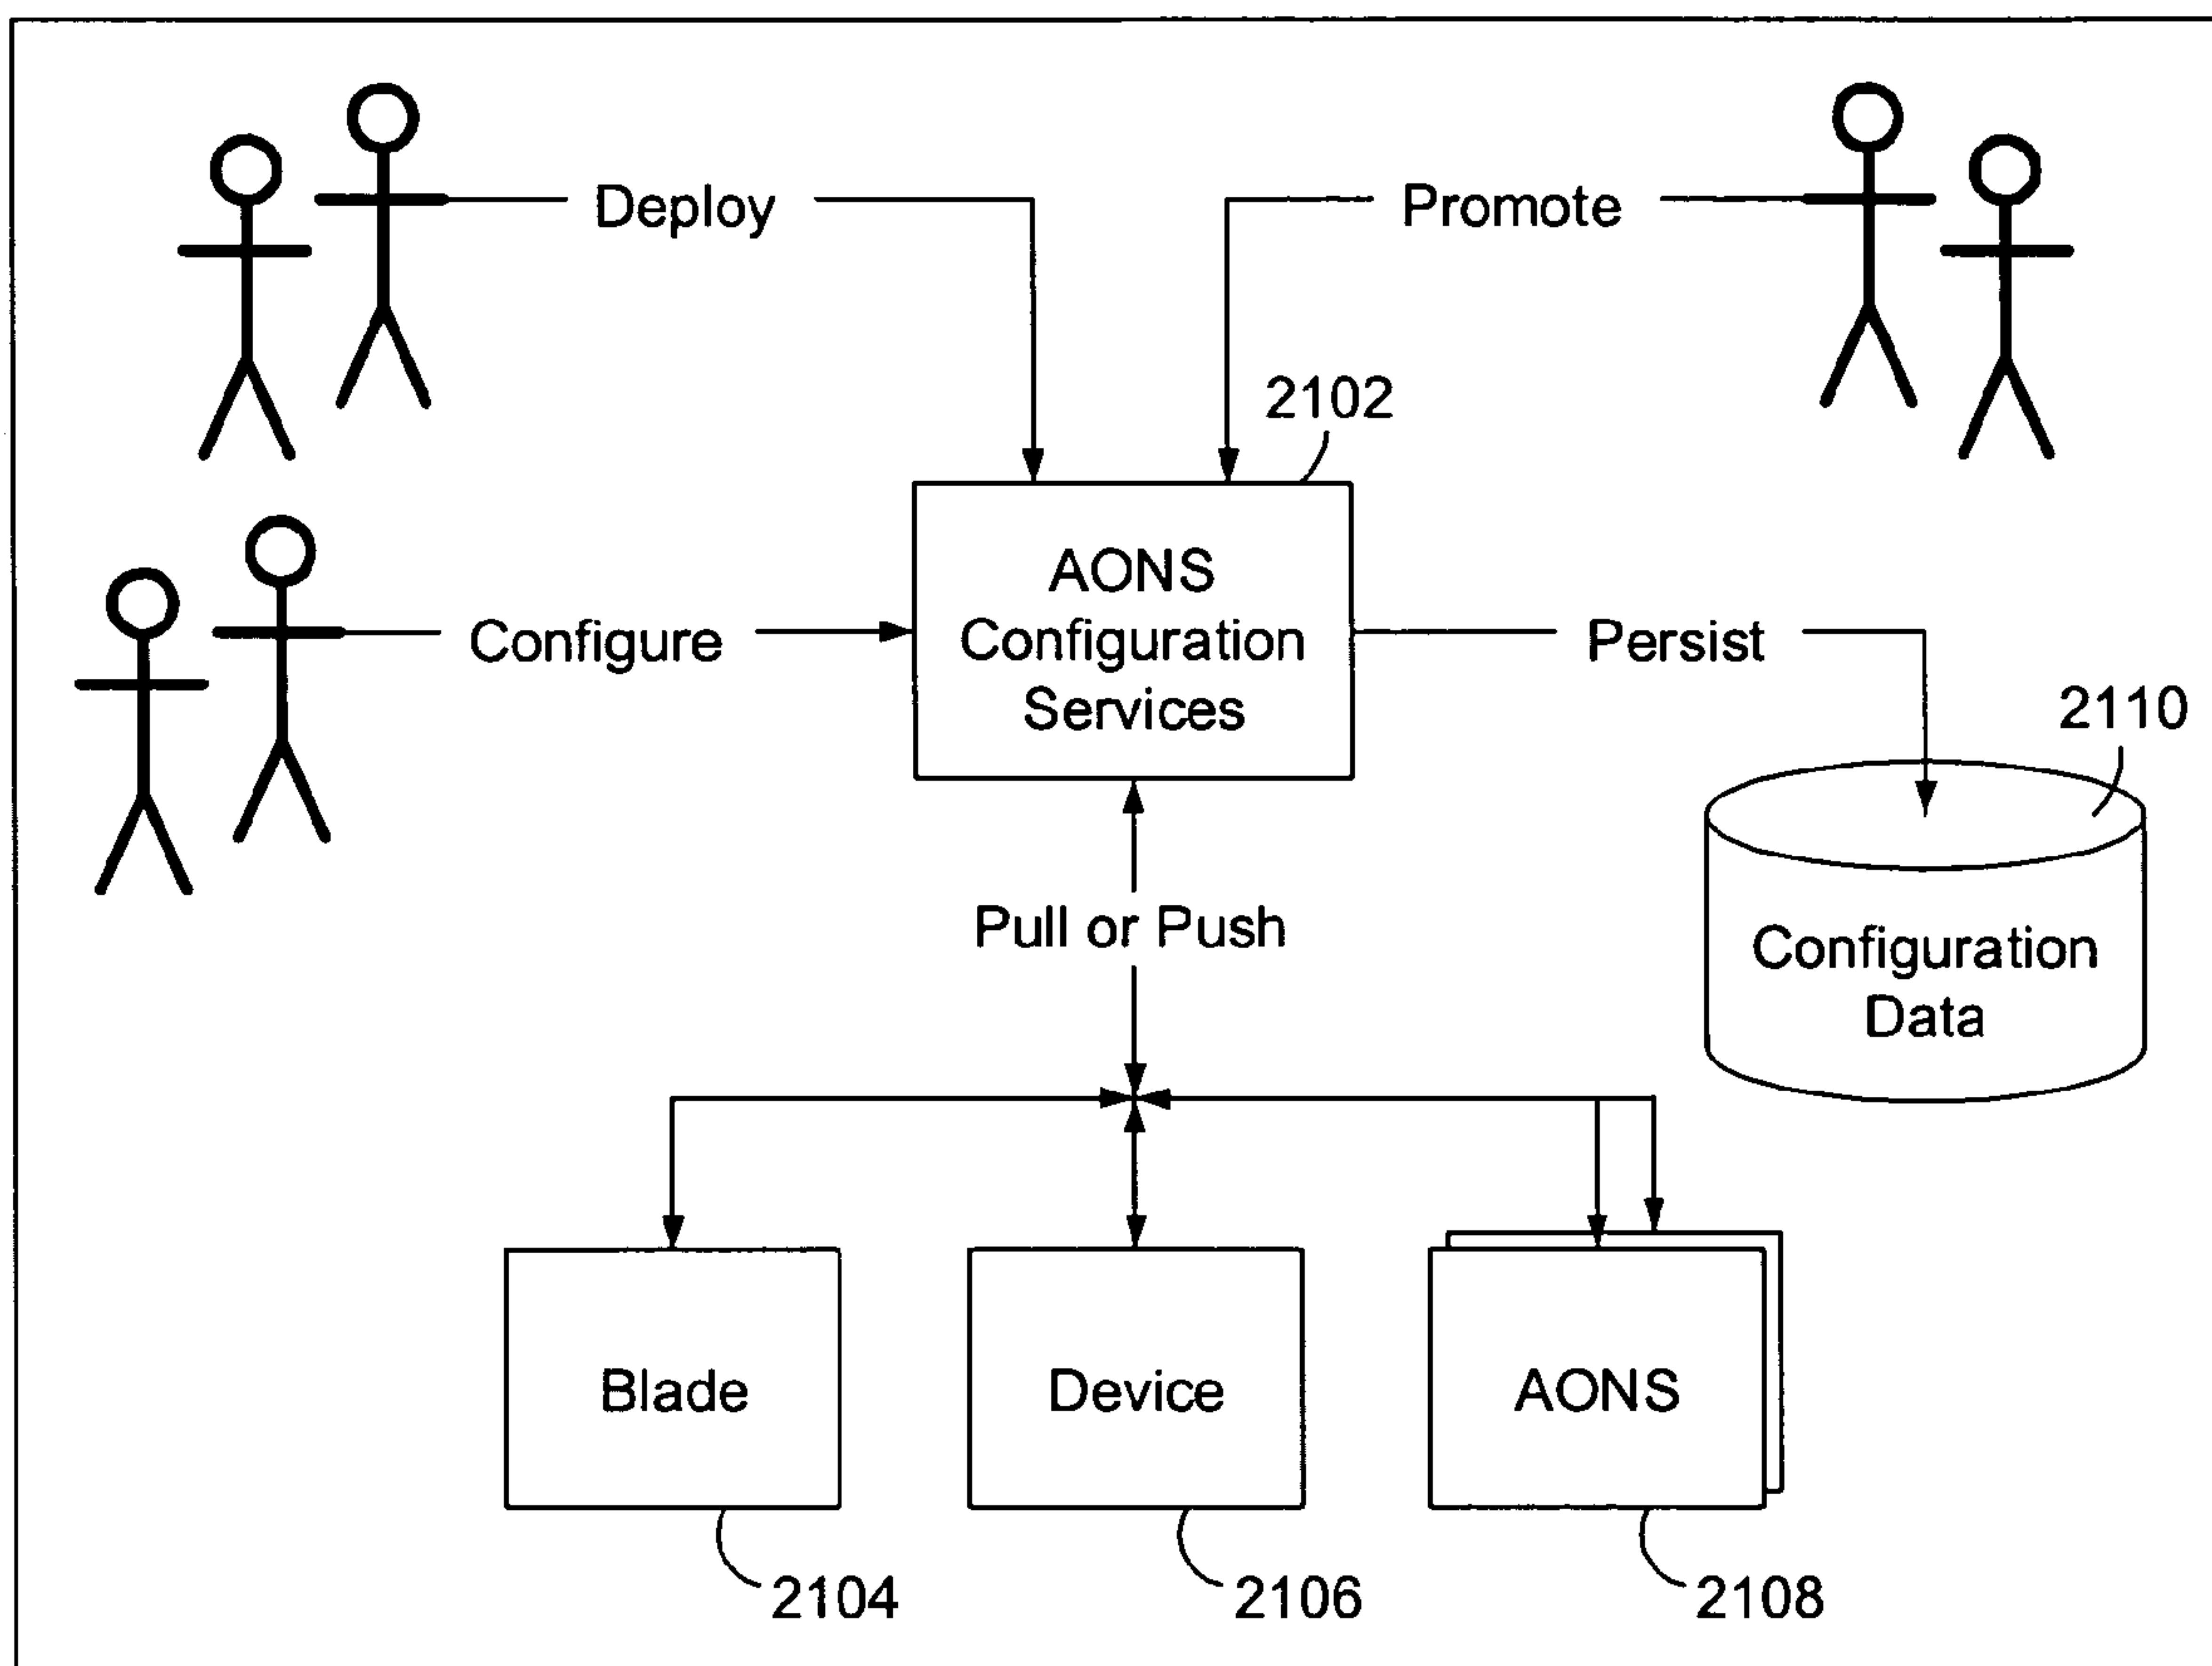 Deploy
Promote
2102
AONS
Configuration
Services
Configure
Persist
2110
Pull or Push
Configuration
Data
Blade
Device
AONS
2104
2106
2108